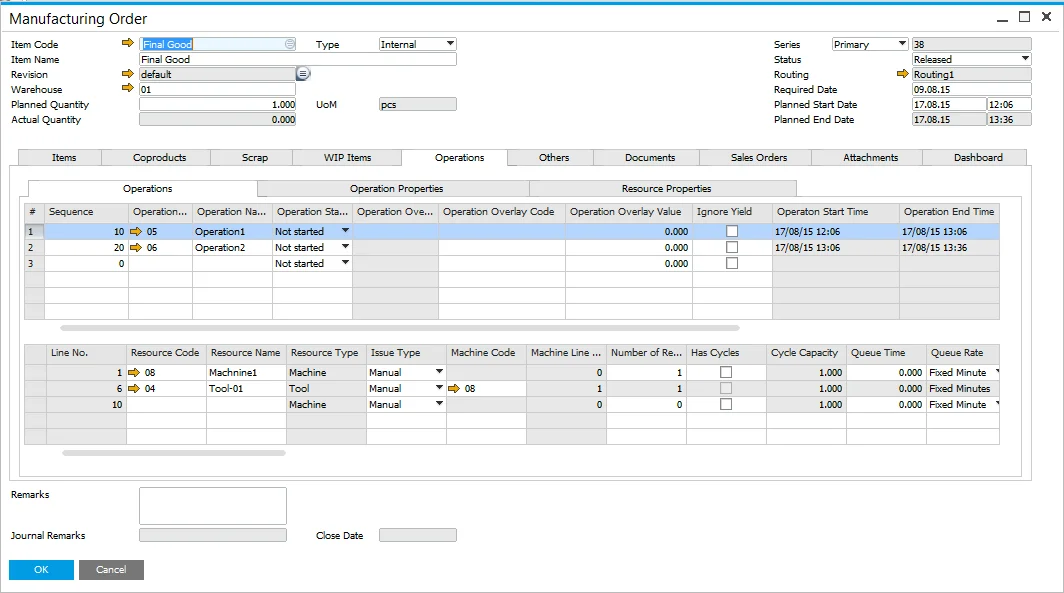 Manufacturing Order
Item Code Final Good Type Internal Series Primary 38
Item Name Final Good Status Released
Revision default Routing Routing1
Warehouse 01 Required Date 09.08.15
Planned Quantity 1.000 UoM pcs Planned Start Date 17.08.15 12:06
Actual Quantity 0.000 Planned End Date 17.08.15 13:36
Items Coproducts Scrap WIP Items Operations Others Documents Sales Orders Attachments Dashboard
Operations Operation Properties Resource Properties
# Sequence Operation... Operation Na... Operation Sta... Operation Ove... Operation Overlay Code Operation Overlay Value Ignore Yield Operaton Start Time Operation End Time
1 10 05 Operation1 Not started 0.000 17/08/15 12:06 17/08/15 13:06
2 20 06 Operation2 Not started 0.000 17/08/15 13:06 17/08/15 13:36
3 0 Not started 0.000
Line No. Resource Code Resource Name Resource Type Issue Type Machine Code Machine Line ... Number of Re... Has Cycles Cycle Capacity Queue Time Queue Rate
1 08 Machnine1 Machine Manual 0 1 1.000 0.000 Fixed Minute
6 04 Tool-01 Tool Manual 08 1 1 1.000 0.000 Fixed Minutes
10 Machine Manual 0 0 1.000 0.000 Fixed Minute
Remarks
Journal Remarks Close Date
OK Cancel